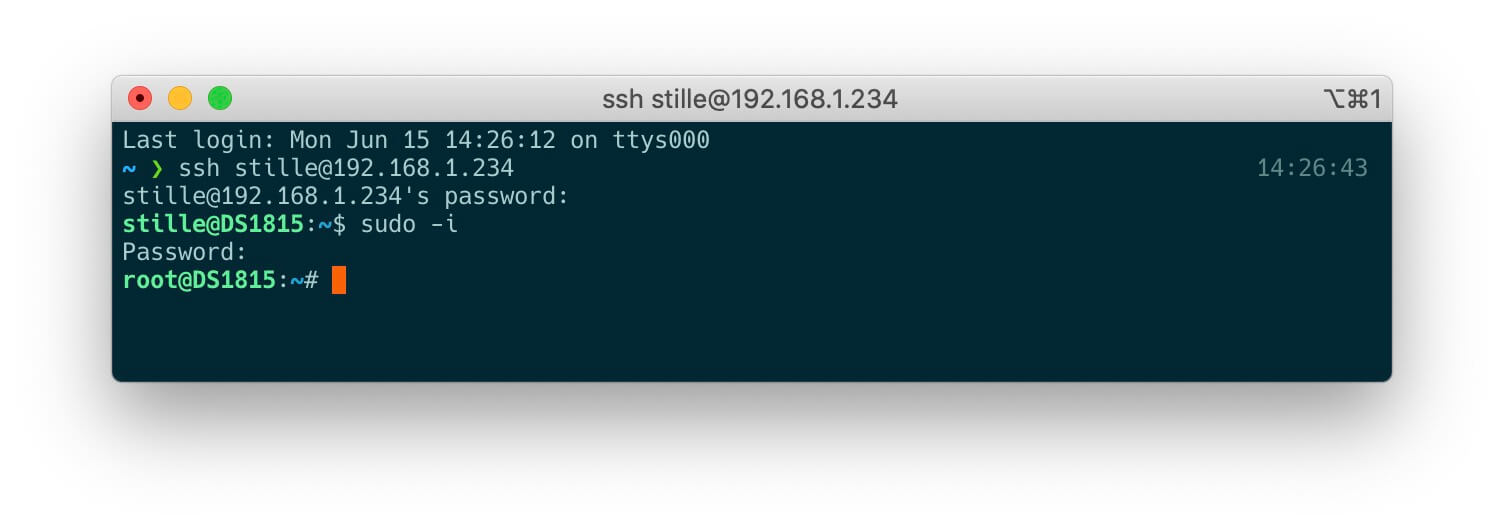 ssh stille@192.168.1.234
⌥⌘1
Last login: Mon Jun 15 14:26:12 on ttys000
~ ❯ ssh stille@192.168.1.234 14:26:43
stille@192.168.1.234's password:
stille@DS1815:~$ sudo -i
Password:
root@DS1815:~#